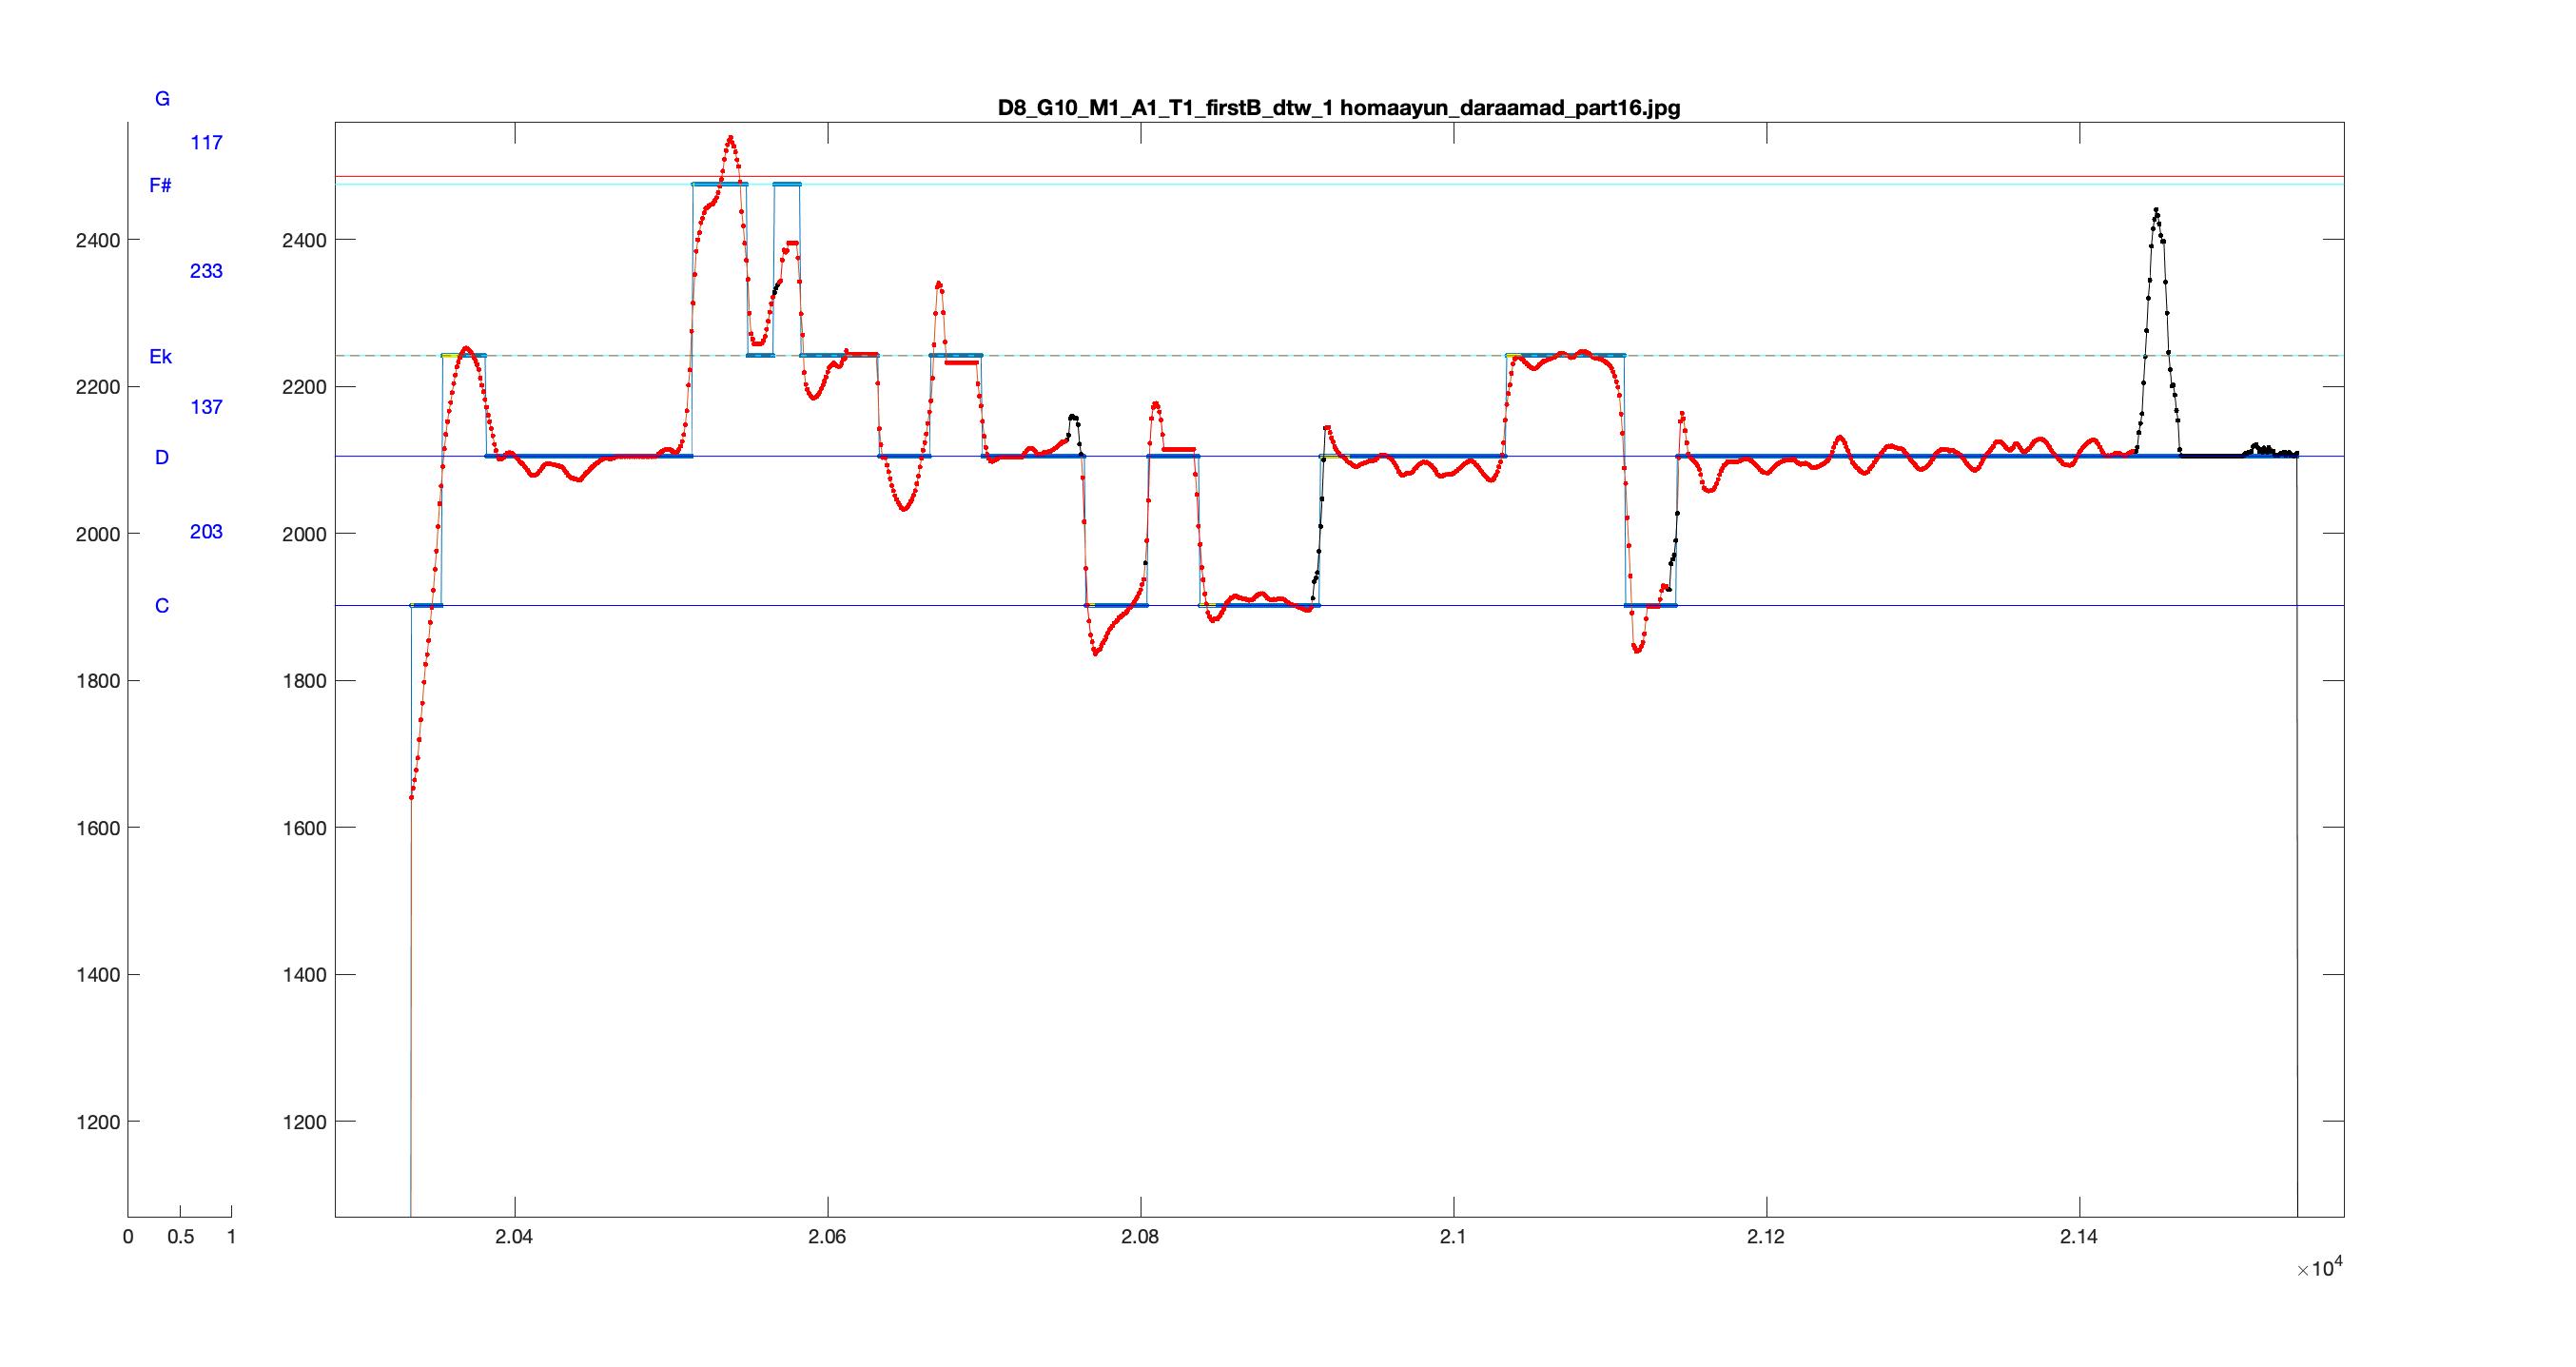 D8_G10_M1_A1_T1_firstB_dtw_1 homaayun_daraamad_part16.jpg
G
117
F#
2400 2400
233
Ek
2200 2200
137
D
2000 2000
203
C
1800 1800
1600 1600
1400 1400
1200 1200
0 0.5 1 2.04 2.06 2.08 2.1 2.12 2.14
×10^4